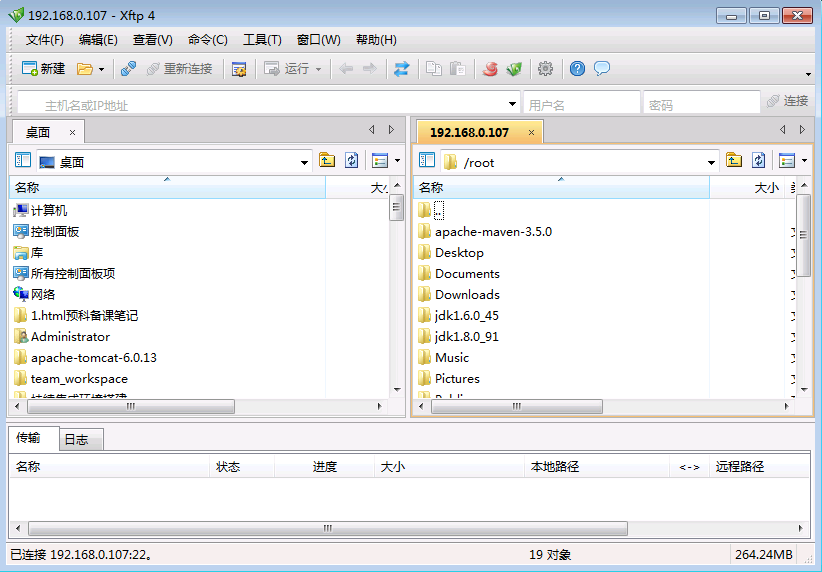 192.168.0.107 - Xftp 4
文件(F) 编辑(E) 查看(V) 命令(C) 工具(T) 窗口(W) 帮助(H)
新建 重新连接 运行
主机名或IP地址 用户名 密码 连接
桌面 × 192.168.0.107 ×
桌面 /root
名称 名称 大小
..
计算机
控制面板 apache-maven-3.5.0
库 Desktop
所有控制面板项 Documents
网络 Downloads
1.html预科备课笔记 jdk1.6.0_45
Administrator jdk1.8.0_91
apache-tomcat-6.0.13 Music
team_workspace Pictures
传输 日志
名称 状态 进度 大小 本地路径 <-> 远程路径
已连接 192.168.0.107:22。 19 对象 264.24MB